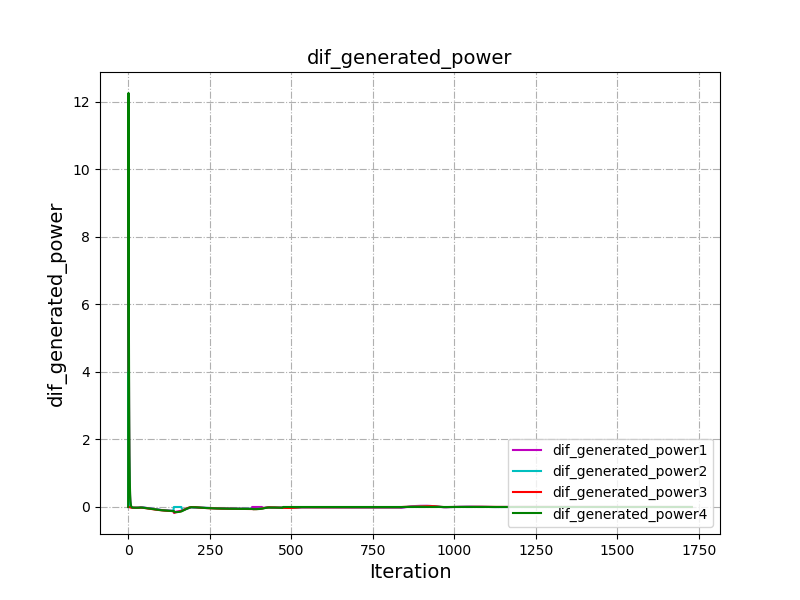 dif_generated_power
dif_generated_power
12
10
8
6
4
2
0
dif_generated_power1
dif_generated_power2
dif_generated_power3
dif_generated_power4
0 250 500 750 1000 1250 1500 1750
Iteration